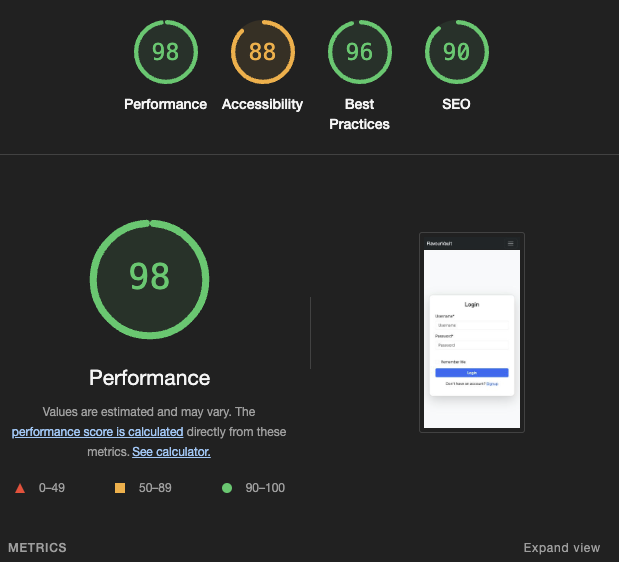 98
88
96
90
Performance
Accessibility
Best
Practices
SEO
98
Performance
Values are estimated and may vary. The
performance score is calculated directly from these
metrics. See calculator.
0–49
50–89
90–100
FlavourVault
Login
Username*
Username
Password*
Password
Remember Me
Login
Don't have an account? Signup
METRICS
Expand view